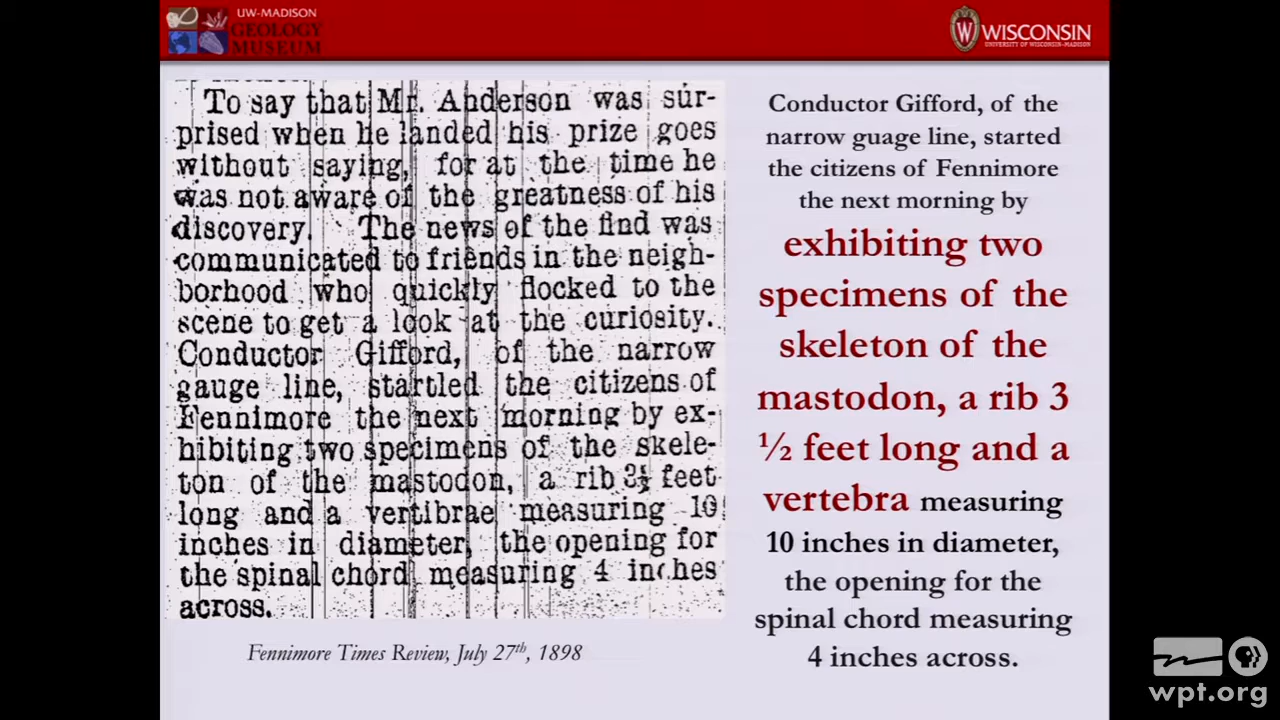 UW-MADISON
GEOLOGY
MUSEUM
WISCONSIN
UNIVERSITY OF WISCONSIN-MADISON
To say that Mr. Anderson was sur-
prised when he landed his prize goes
without saying, for at the time he
was not aware of the greatness of his
discovery. The news of the find was
communicated to friends in the neigh-
borhood who quickly flocked to the
scene to get a look at the curiosity.
Conductor Gifford, of the narrow
gauge line, startled the citizens of
Fennimore the next morning by ex-
hibiting two specimens of the skele-
ton of the mastodon, a rib 3½ feet
long and a vertibrae measuring 10
inches in diameter, the opening for
the spinal chord measuring 4 inches
across.
Fennimore Times Review, July 27th, 1898
Conductor Gifford, of the
narrow guage line, started
the citizens of Fennimore
the next morning by
exhibiting two
specimens of the
skeleton of the
mastodon, a rib 3
½ feet long and a
vertebra measuring
10 inches in diameter,
the opening for the
spinal chord measuring
4 inches across.
PBS
wpt.org